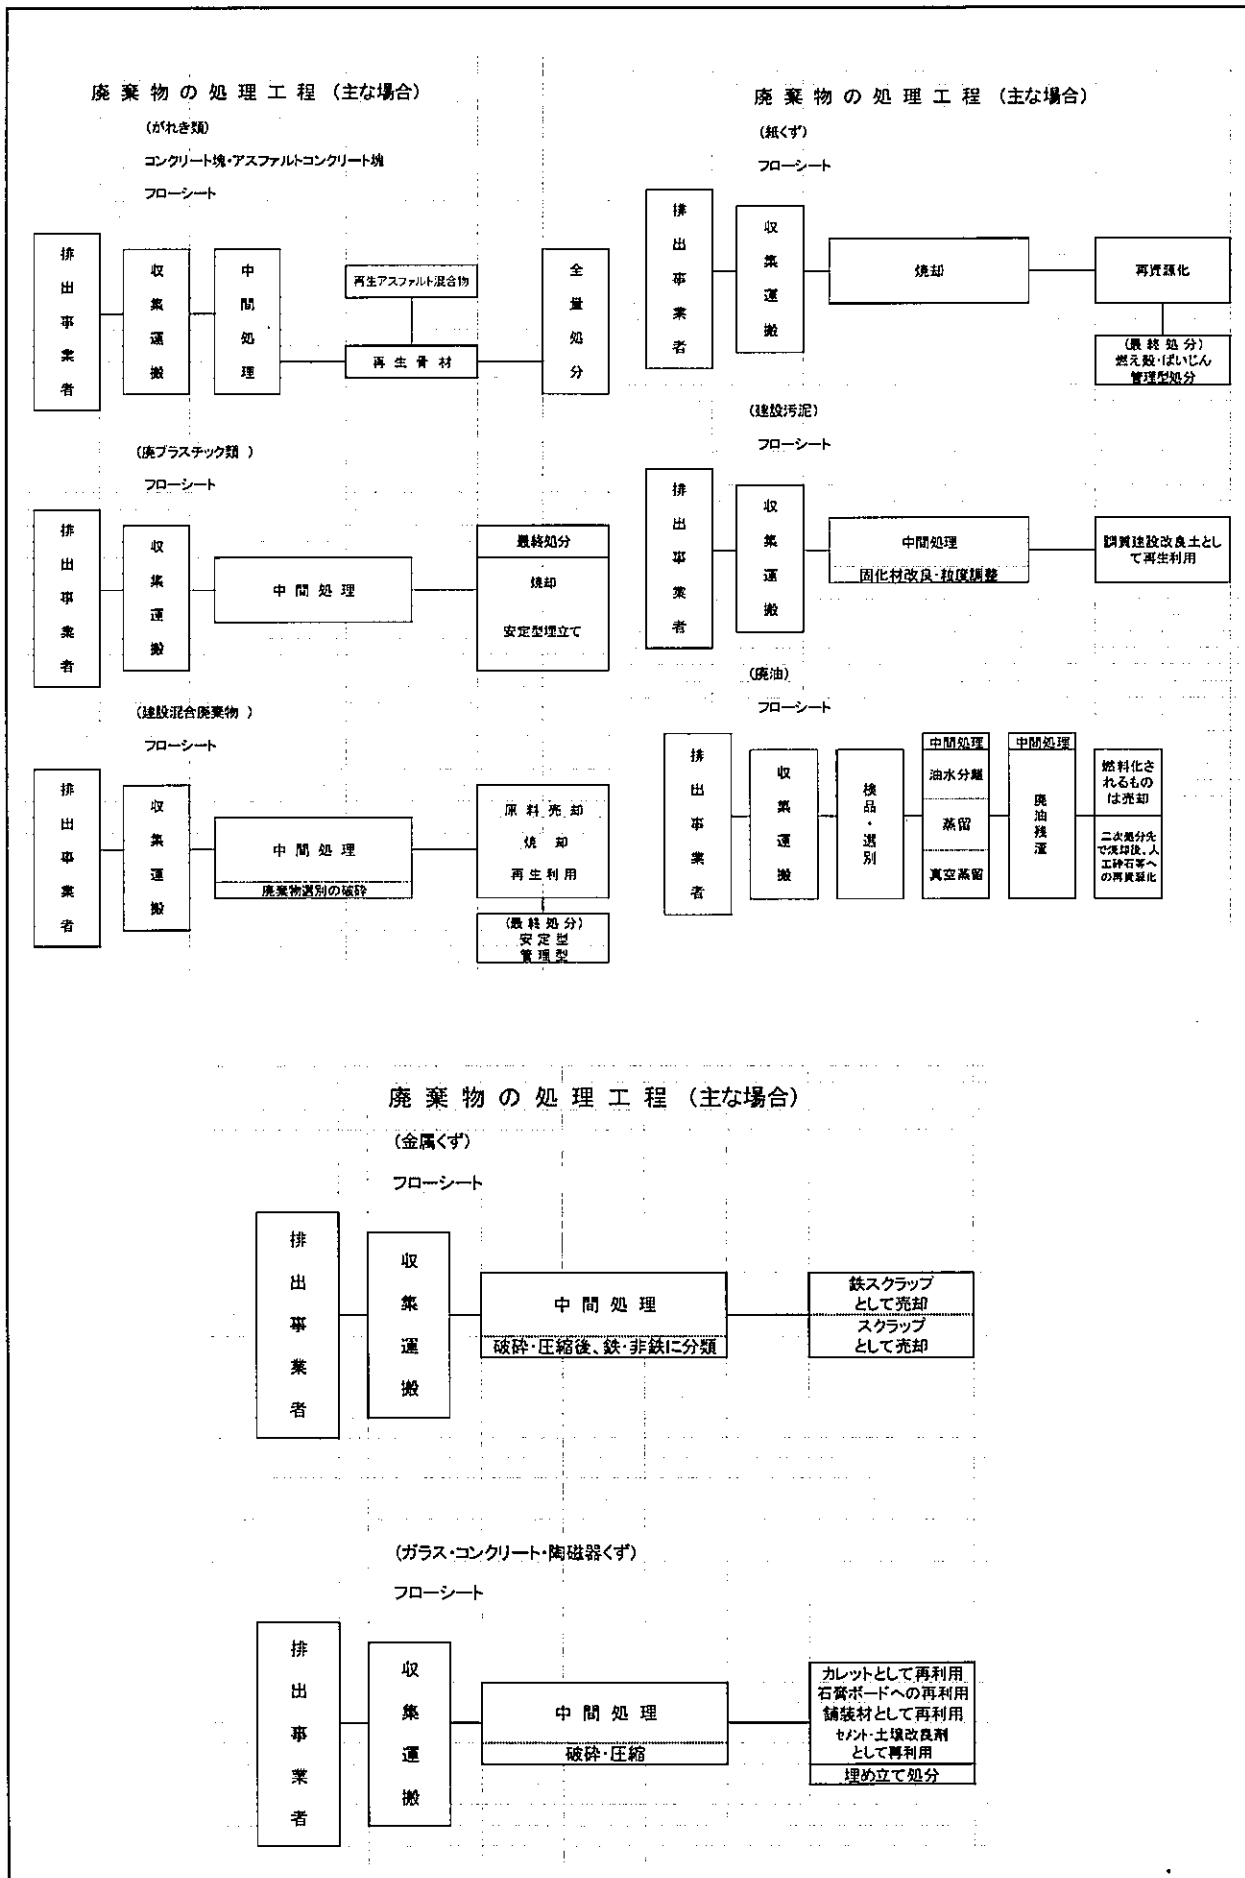 廃棄物の処理工程 (主な場合)
(がれき類)
コンクリート塊・アスファルトコンクリート塊
フローシート
排出事業者
収集運搬
中間処理
再生アスファルト混合物
再生骨材
全量処分
(廃プラスチック類 )
フローシート
排出事業者
収集運搬
中間処理
最終処分
焼却
安定型埋立て
(建設混合廃棄物 )
フローシート
排出事業者
収集運搬
中間処理
廃棄物選別の破砕
原料売却
焼却
再生利用
(最終処分)
安定型
管理型
廃棄物の処理工程 (主な場合)
(紙くず)
フローシート
排出事業者
収集運搬
焼却
再資源化
(最終処分)
燃え殻・ばいじん
管理型処分
(建設汚泥)
フローシート
排出事業者
収集運搬
中間処理
固化材改良・粒度調整
調質建設改良土とし
て再生利用
(廃油)
フローシート
排出事業者
収集運搬
検品・選別
中間処理
油水分離
蒸留
真空蒸留
中間処理
廃油残渣
燃料化さ
れるもの
は売却
二次処分先
で焼却後、人
工砕石等へ
の再資源化
廃棄物の処理工程 (主な場合)
(金属くず)
フローシート
排出事業者
収集運搬
中間処理
破砕・圧縮後、鉄・非鉄に分類
鉄スクラップ
として売却
スクラップ
として売却
(ガラス・コンクリート・陶磁器くず)
フローシート
排出事業者
収集運搬
中間処理
破砕・圧縮
カレットとして再利用
石膏ボードへの再利用
舗装材として再利用
セメント・土壌改良剤
として再利用
埋め立て処分